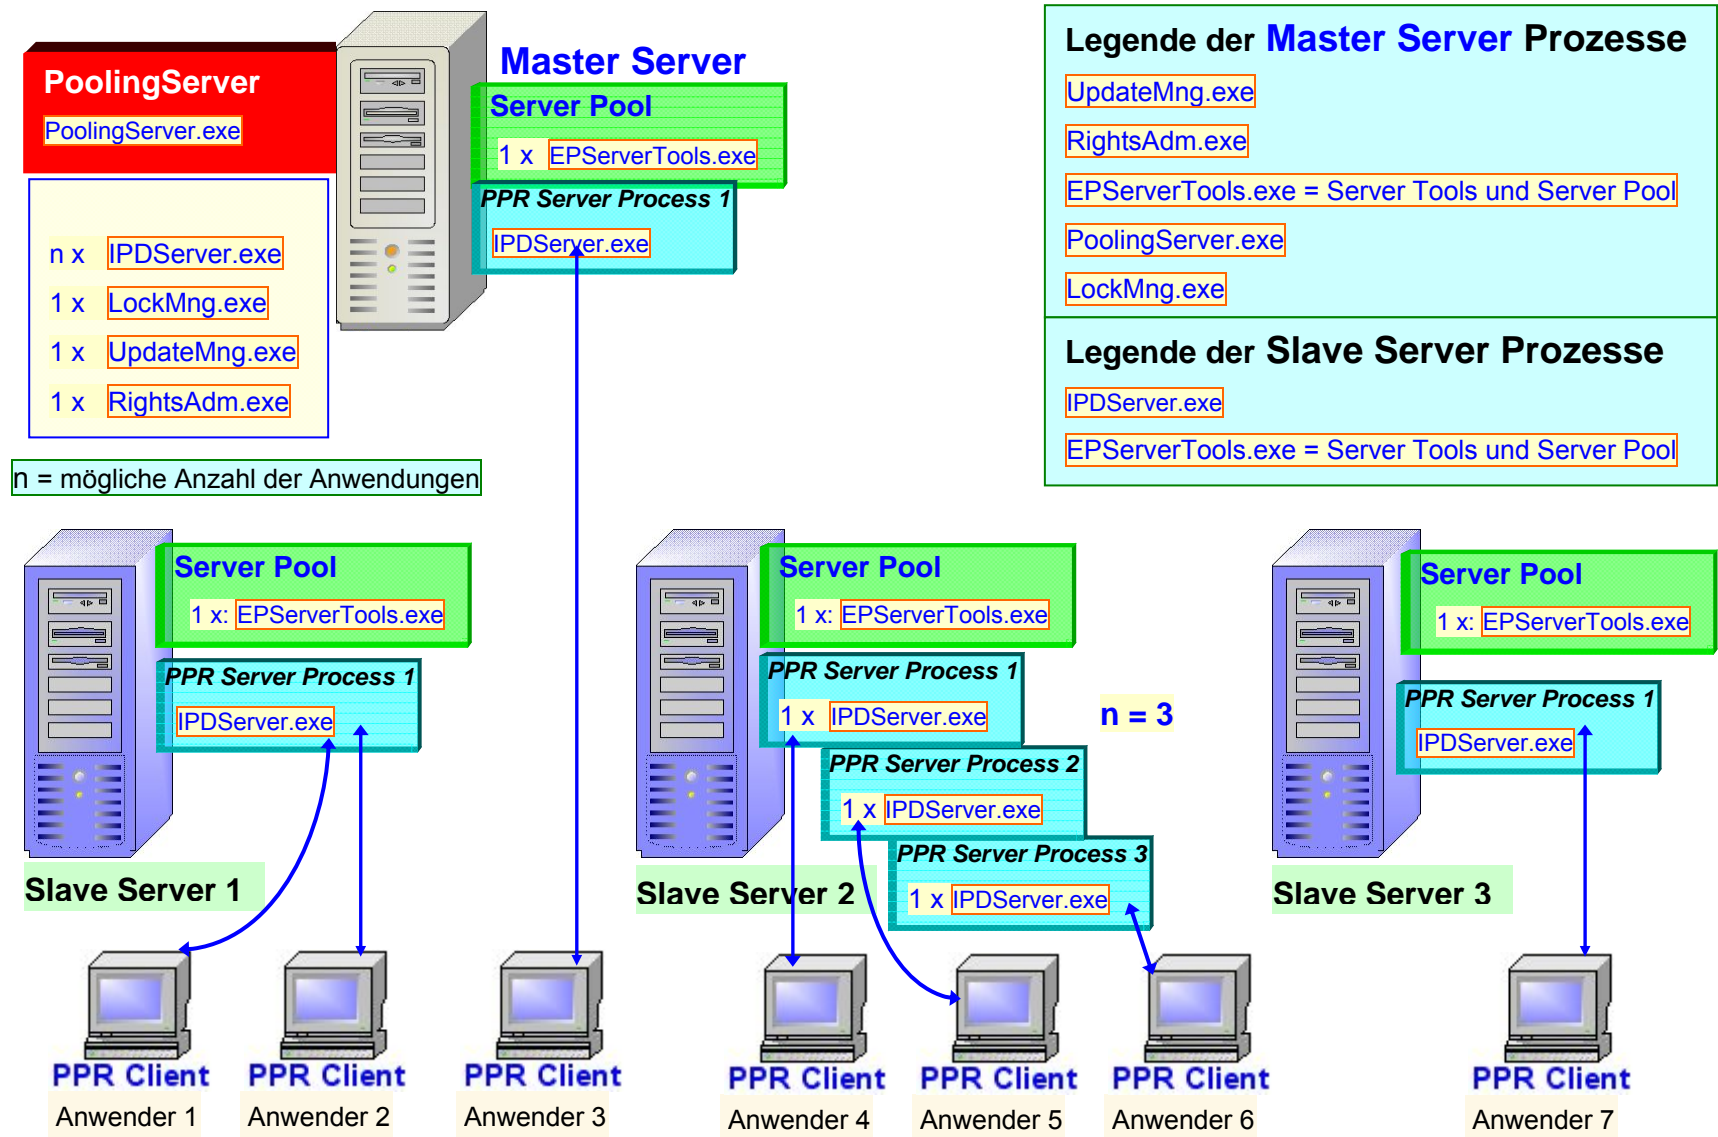 PoolingServer
PoolingServer.exe
n x IPDServer.exe
1 x LockMng.exe
1 x UpdateMng.exe
1 x RightsAdm.exe
n = mögliche Anzahl der Anwendungen
Master Server
Server Pool
1 x EPServerTools.exe
PPR Server Process 1
IPDServer.exe
Legende der Master Server Prozesse
UpdateMng.exe
RightsAdm.exe
EPServerTools.exe = Server Tools und Server Pool
PoolingServer.exe
LockMng.exe
Legende der Slave Server Prozesse
IPDServer.exe
EPServerTools.exe = Server Tools und Server Pool
Server Pool
1 x: EPServerTools.exe
PPR Server Process 1
IPDServer.exe
Slave Server 1
Server Pool
1 x: EPServerTools.exe
PPR Server Process 1
1 x IPDServer.exe
n = 3
PPR Server Process 2
1 x IPDServer.exe
PPR Server Process 3
1 x IPDServer.exe
Slave Server 2
Server Pool
1 x: EPServerTools.exe
PPR Server Process 1
IPDServer.exe
Slave Server 3
PPR Client
Anwender 1
PPR Client
Anwender 2
PPR Client
Anwender 3
PPR Client
Anwender 4
PPR Client
Anwender 5
PPR Client
Anwender 6
PPR Client
Anwender 7